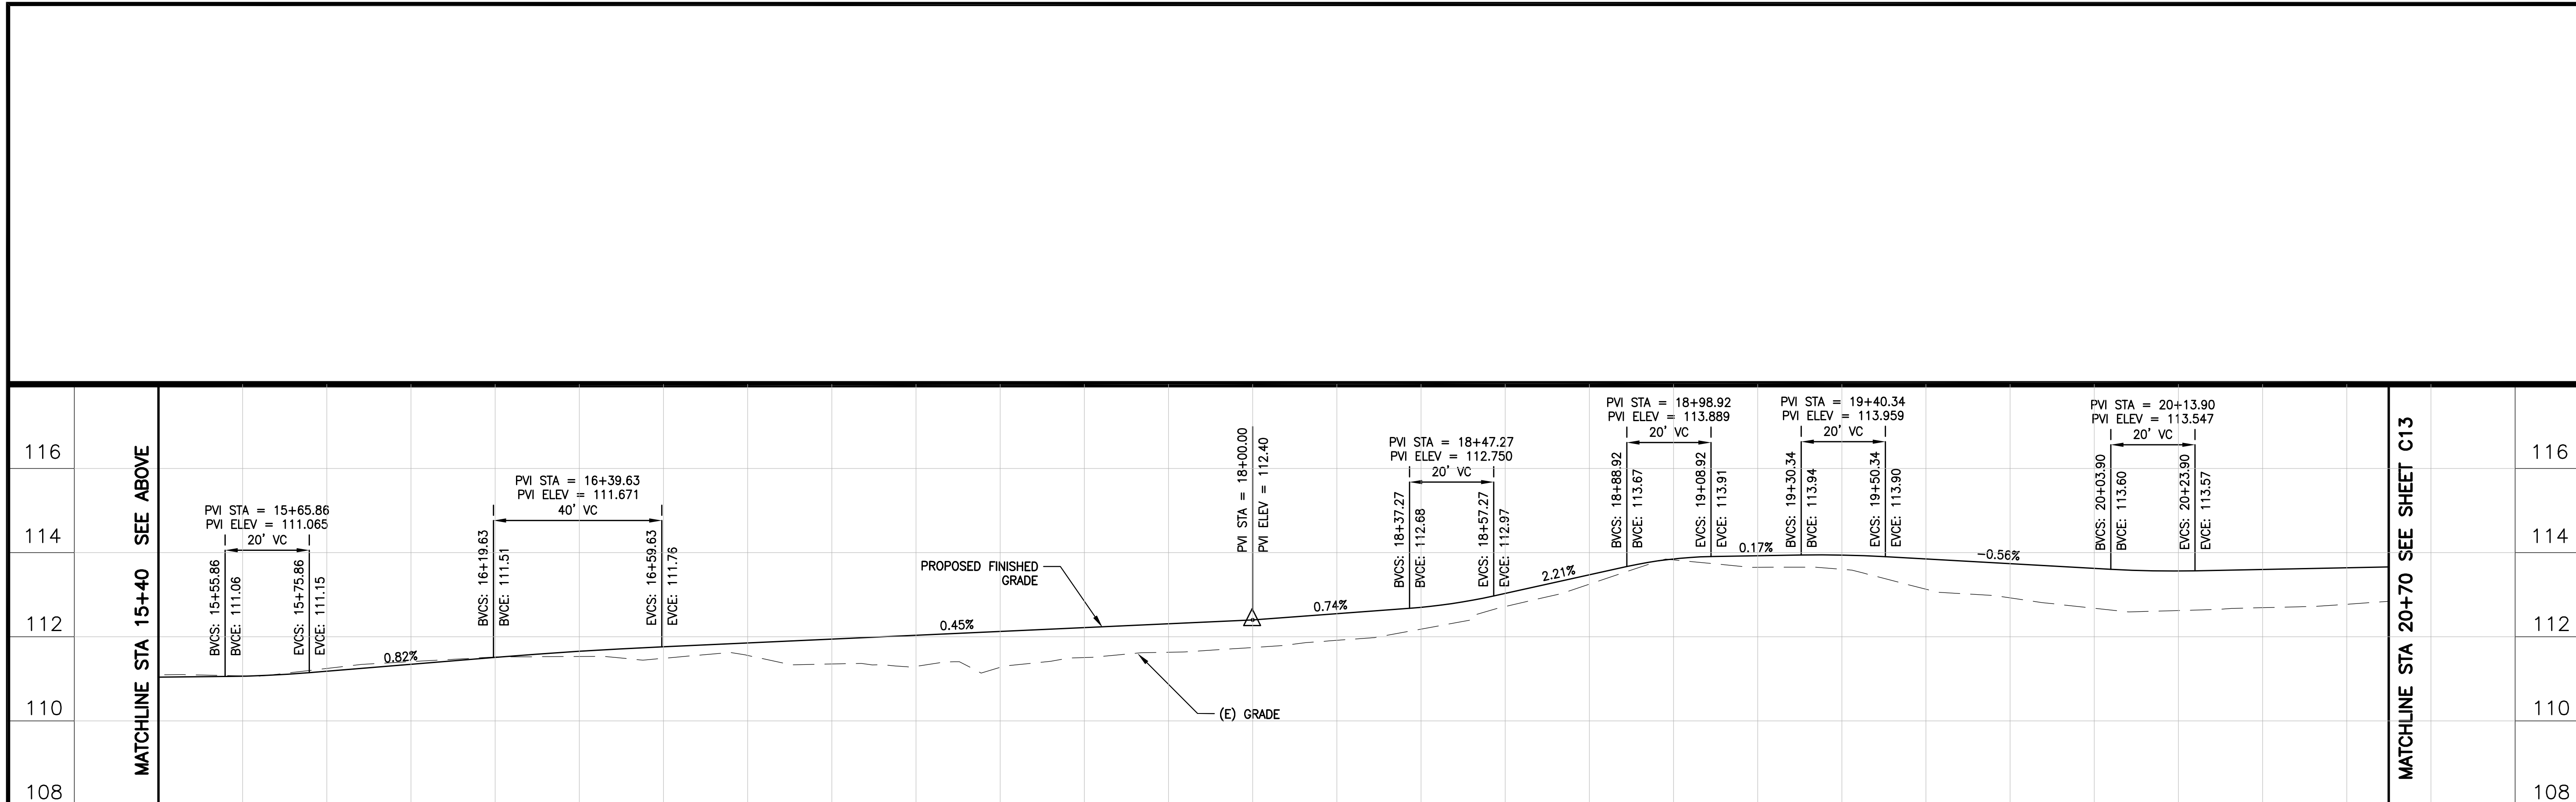 116
114
112
110
108
MATCHLINE STA 15+40 SEE ABOVE
PVI STA = 15+65.86
PVI ELEV = 111.065
20' VC
BVCS: 15+55.86
BVCE: 111.06
EVCS: 15+75.86
EVCE: 111.15
0.82%
PVI STA = 16+39.63
PVI ELEV = 111.671
40' VC
BVCS: 16+19.63
BVCE: 111.51
EVCS: 16+59.63
EVCE: 111.76
0.45%
PROPOSED FINISHED
GRADE
(E) GRADE
PVI STA = 18+00.00
PVI ELEV = 112.40
0.74%
PVI STA = 18+47.27
PVI ELEV = 112.750
20' VC
BVCS: 18+37.27
BVCE: 112.68
EVCS: 18+57.27
EVCE: 112.97
2.21%
PVI STA = 18+98.92
PVI ELEV = 113.889
20' VC
BVCS: 18+88.92
BVCE: 113.67
EVCS: 19+08.92
EVCE: 113.91
0.17%
PVI STA = 19+40.34
PVI ELEV = 113.959
20' VC
BVCS: 19+30.34
BVCE: 113.94
EVCS: 19+50.34
EVCE: 113.90
-0.56%
PVI STA = 20+13.90
PVI ELEV = 113.547
20' VC
BVCS: 20+03.90
BVCE: 113.60
EVCS: 20+23.90
EVCE: 113.57
MATCHLINE STA 20+70 SEE SHEET C13
116
114
112
110
108